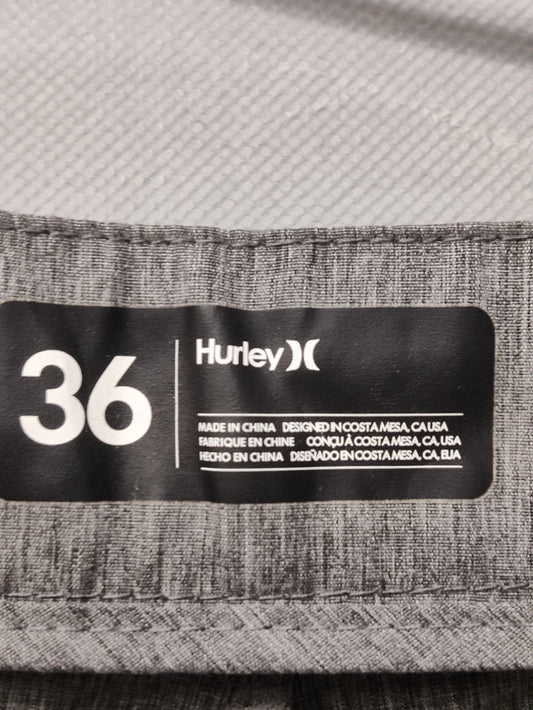 36
Hurley
MADE IN CHINA DESIGNED IN COSTA MESA, CA USA
FABRIQUE EN CHINE CONÇU À COSTA MESA, CA, USA
HECHO EN CHINA DISEÑADO EN COSTA MESA, CA, EUA